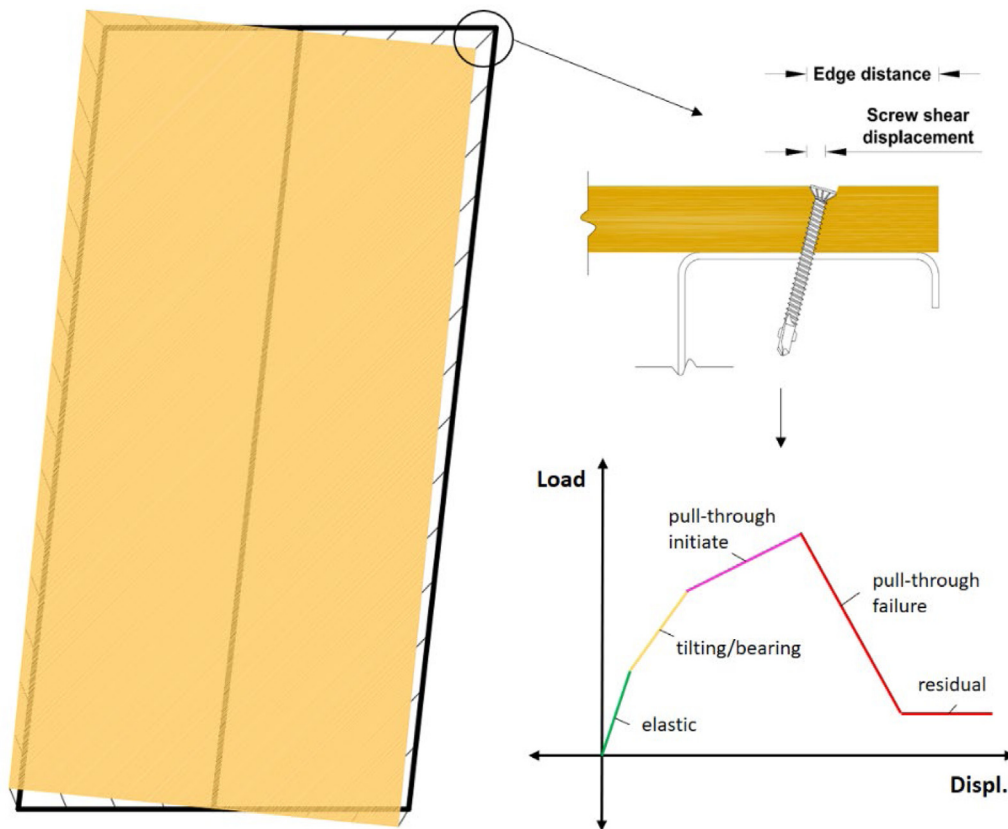 Edge distance
Screw shear
displacement
Load
pull-through
initiate
pull-through
failure
tilting/bearing
residual
elastic
Displ.